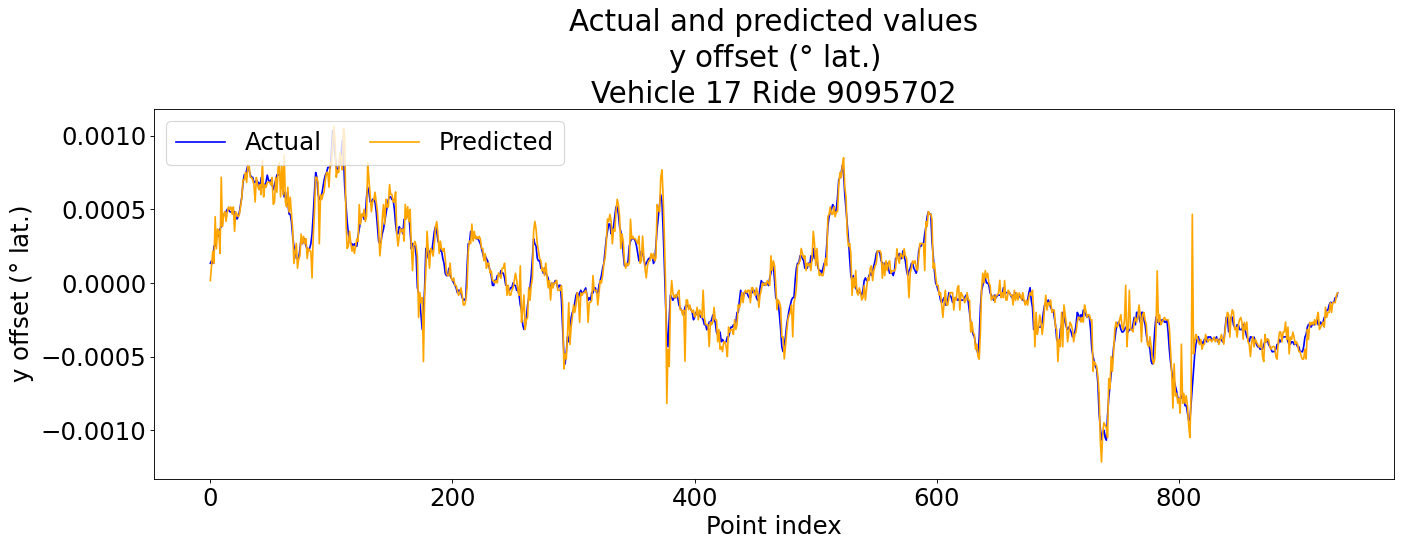 Actual and predicted values
y offset (° lat.)
Vehicle 17 Ride 9095702
Actual
Predicted
y offset (° lat.)
0.0010
0.0005
0.0000
−0.0005
−0.0010
0
200
400
600
800
Point index